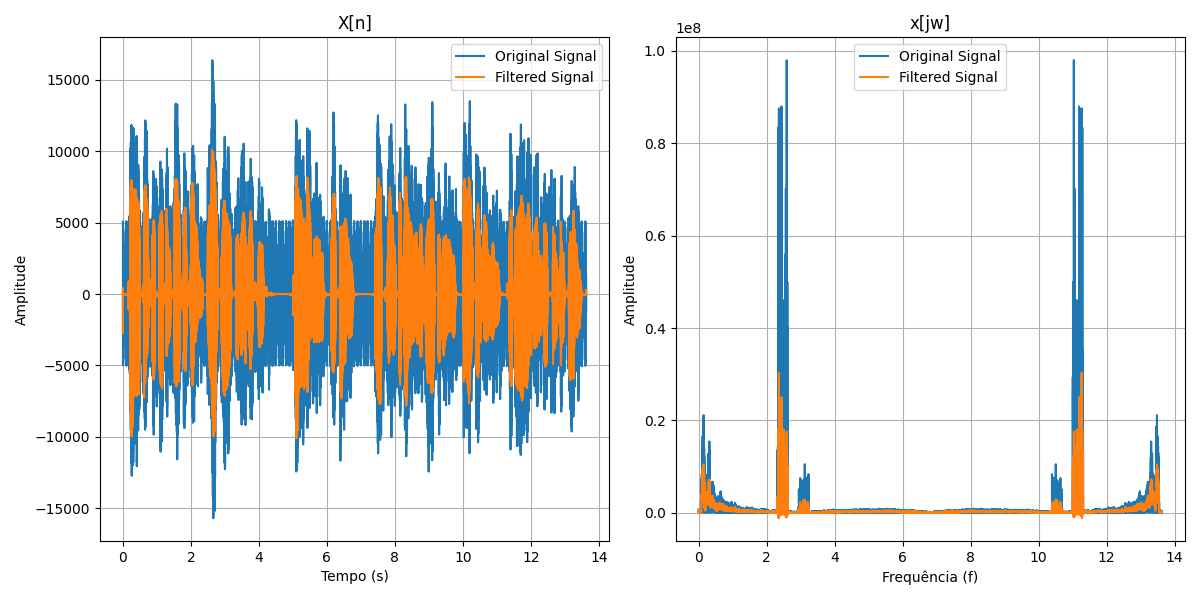 X[n]
Original Signal
Filtered Signal
15000
10000
5000
0
−5000
−10000
−15000
Amplitude
0
2
4
6
8
10
12
14
Tempo (s)
x[jw]
1e8
Original Signal
Filtered Signal
1.0
0.8
0.6
0.4
0.2
0.0
Amplitude
0
2
4
6
8
10
12
14
Frequência (f)